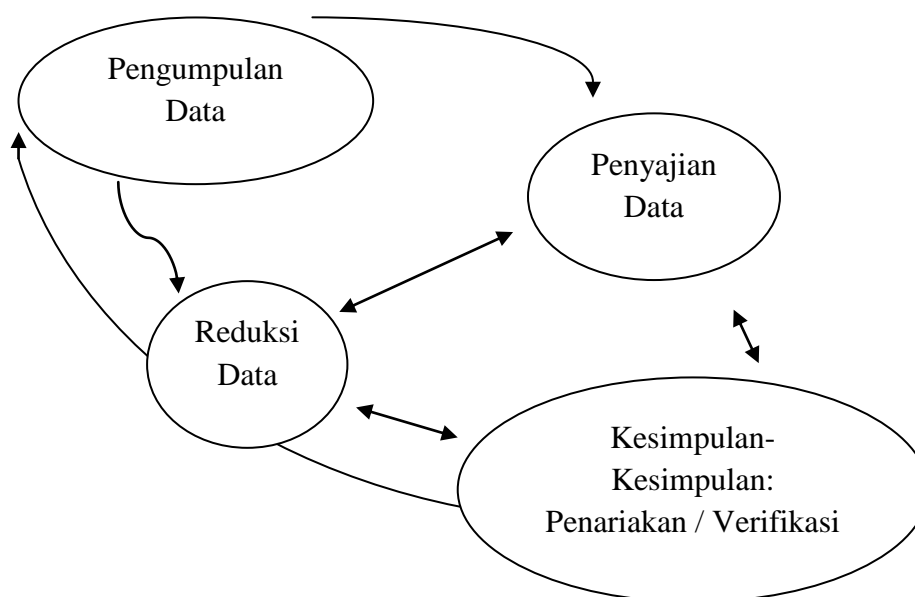 Pengumpulan
Data
Penyajian
Data
Reduksi
Data
Kesimpulan-
Kesimpulan:
Penariakan / Verifikasi